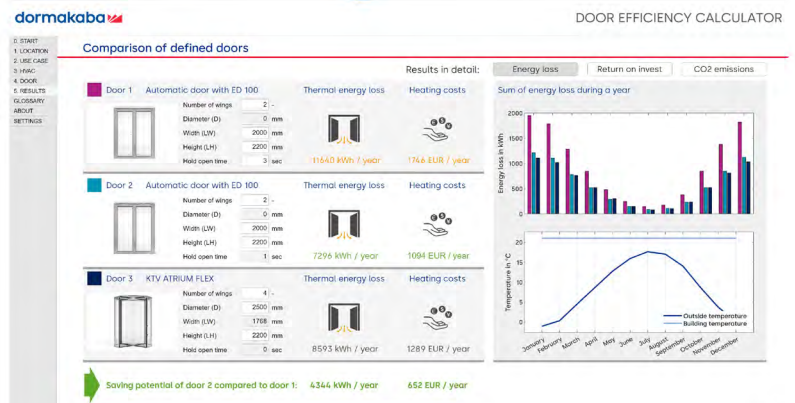 dormakaba
DOOR EFFICIENCY CALCULATOR
0. START
1. LOCATION
2. USE CASE
3. HVAC
4. DOOR
5. RESULTS
GLOSSARY
ABOUT
SETTINGS
Comparison of defined doors
Results in detail:
Energy loss
Return on invest
CO2 emissions
Door 1 Automatic door with ED 100
Thermal energy loss
Heating costs
Number of wings 2 -
Diameter (D) 0 mm
Width (LW) 2000 mm
Height (LH) 2200 mm
Hold open time 3 sec
11640 kWh / year
1746 EUR / year
Door 2 Automatic door with ED 100
Thermal energy loss
Heating costs
Number of wings 2 -
Diameter (D) 0 mm
Width (LW) 2000 mm
Height (LH) 2200 mm
Hold open time 1 sec
7296 kWh / year
1094 EUR / year
Door 3 KTV ATRIUM FLEX
Thermal energy loss
Heating costs
Number of wings 4 -
Diameter (D) 2500 mm
Width (LW) 1768 mm
Height (LH) 2200 mm
Hold open time 0 sec
8593 kWh / year
1289 EUR / year
Saving potential of door 2 compared to door 1: 4344 kWh / year 652 EUR / year
Sum of energy loss during a year
Energy loss in kWh
2000
1500
1000
500
0
Temperature in °C
20
15
10
5
0
Outside temperature
Building temperature
January
February
March
April
May
June
July
August
September
October
November
December